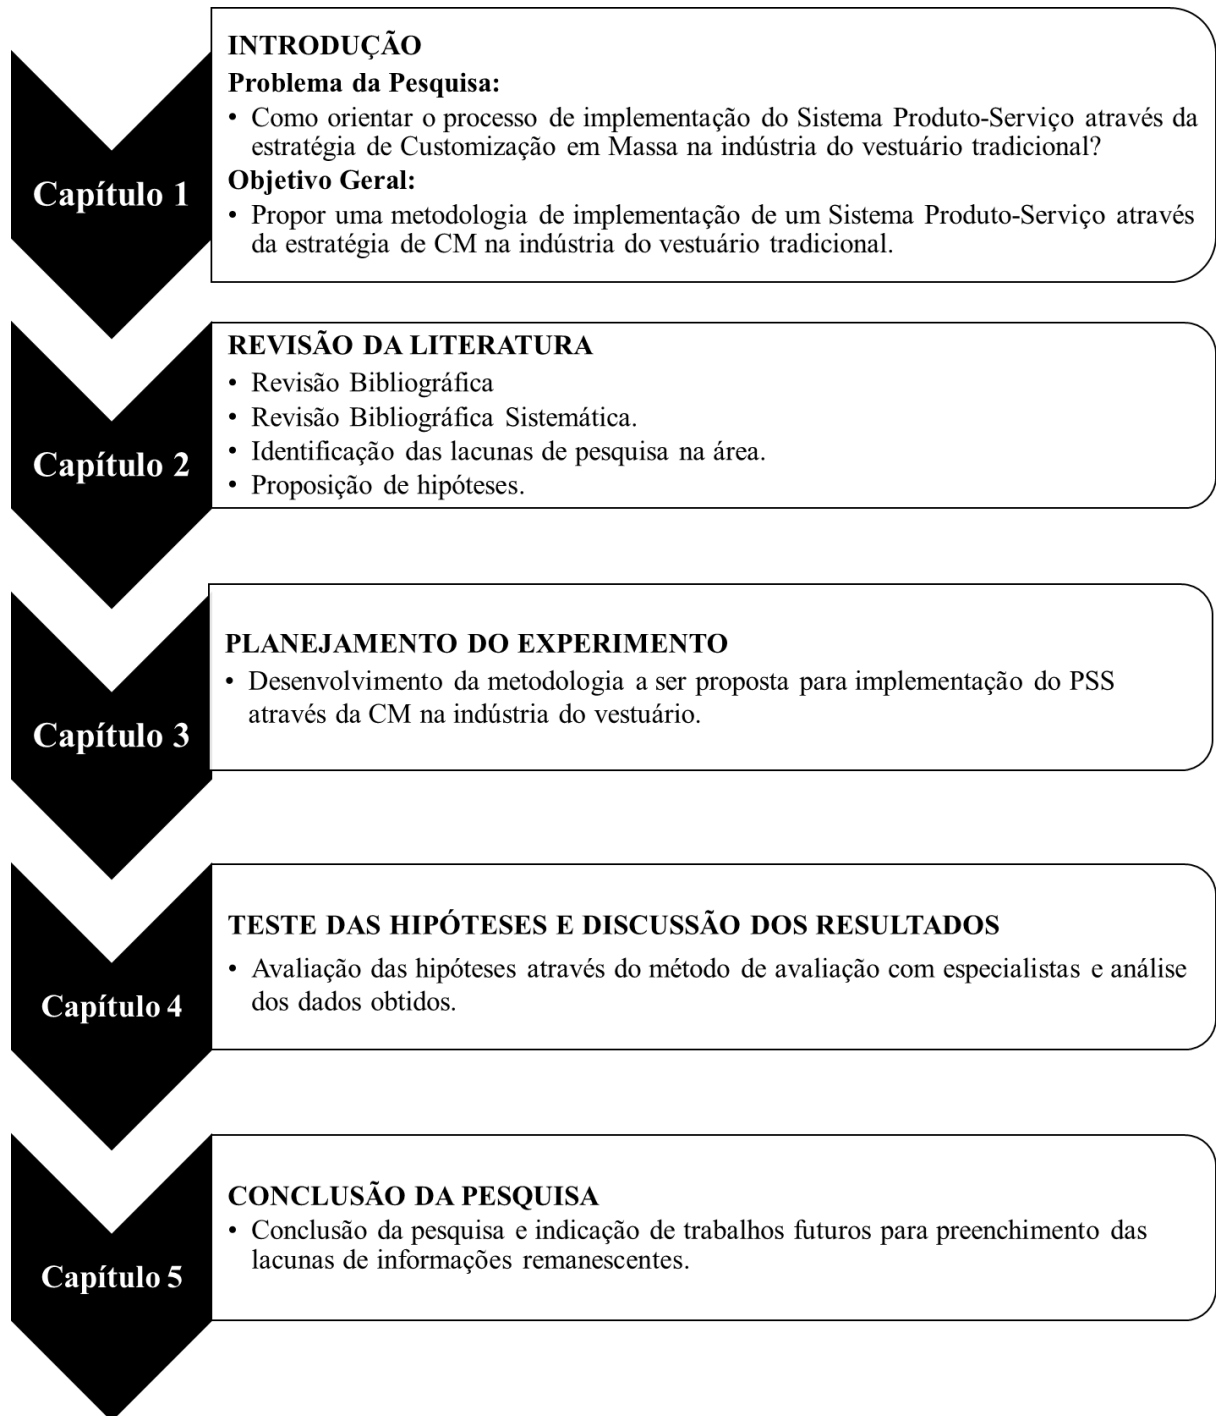 Capítulo 1
INTRODUÇÃO
Problema da Pesquisa:
• Como orientar o processo de implementação do Sistema Produto-Serviço através da
estratégia de Customização em Massa na indústria do vestuário tradicional?
Objetivo Geral:
• Propor uma metodologia de implementação de um Sistema Produto-Serviço através
da estratégia de CM na indústria do vestuário tradicional.
Capítulo 2
REVISÃO DA LITERATURA
• Revisão Bibliográfica
• Revisão Bibliográfica Sistemática.
• Identificação das lacunas de pesquisa na área.
• Proposição de hipóteses.
Capítulo 3
PLANEJAMENTO DO EXPERIMENTO
• Desenvolvimento da metodologia a ser proposta para implementação do PSS
através da CM na indústria do vestuário.
Capítulo 4
TESTE DAS HIPÓTESES E DISCUSSÃO DOS RESULTADOS
• Avaliação das hipóteses através do método de avaliação com especialistas e análise
dos dados obtidos.
Capítulo 5
CONCLUSÃO DA PESQUISA
• Conclusão da pesquisa e indicação de trabalhos futuros para preenchimento das
lacunas de informações remanescentes.